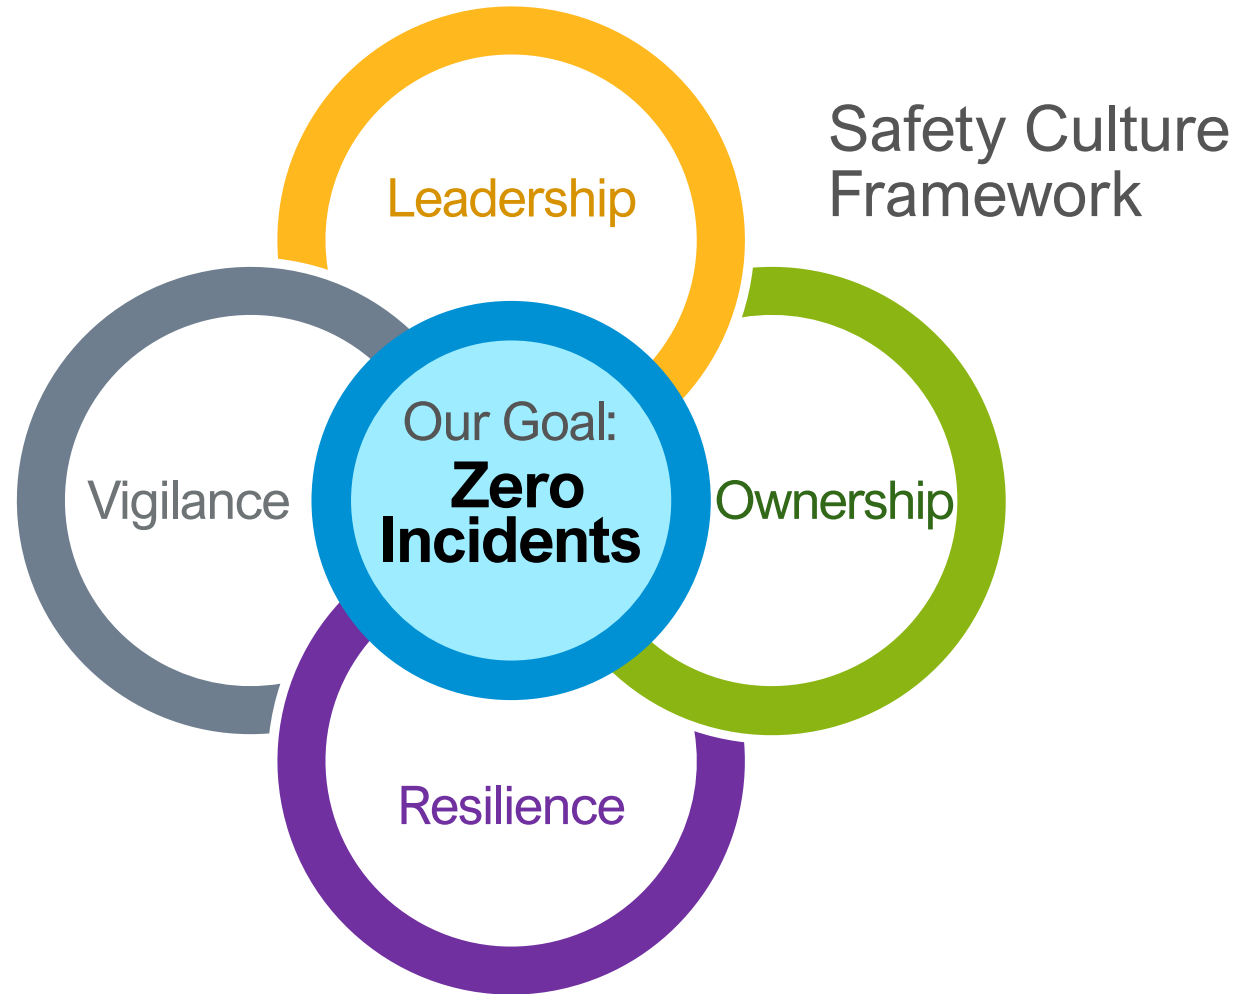 Safety Culture
Framework
Leadership
Vigilance
Our Goal:
Zero
Incidents
Ownership
Resilience